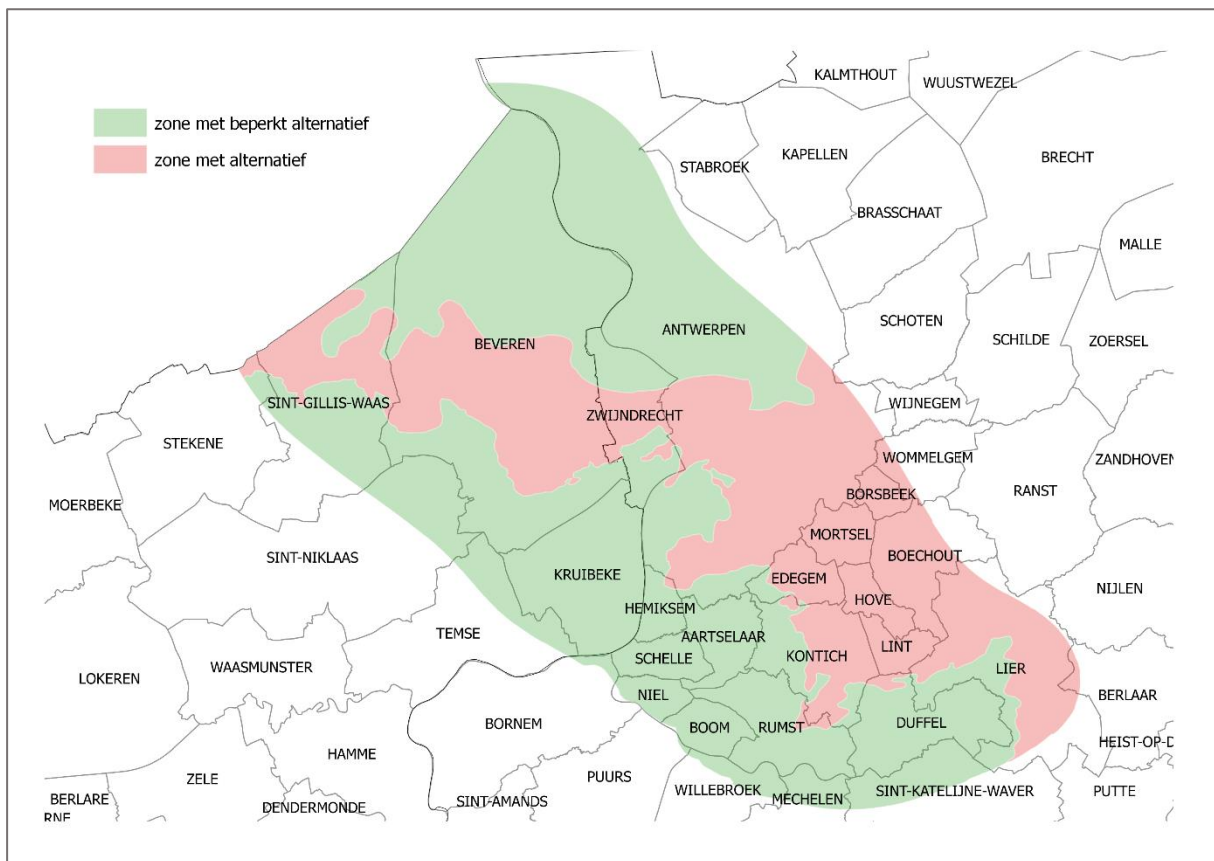 zone met beperkt alternatief
zone met alternatief
KALMTHOUT
WUUSTWEZEL
KAPELLEN
BRECHT
STABROEK
BRASSCHAAT
MALLE
SCHOTEN
ANTWERPEN
SCHILDE
ZOERSEL
BEVEREN
SINT-GILLIS-WAAS
WIJNEGEM
ZWIJNDRECHT
STEKENE
WOMMELGEM
ZANDHOVEN
RANST
BORSBEEK
MOERBEKE
MORTSEL
BOECHOUT
SINT-NIKLAAS
KRUIBEKE
EDEGEM
NIJLEN
HOVE
HEMIKSEM
TEMSE
AARTSELAAR
LINT
KONTICH
SCHELLE
WAASMUNSTER
LIER
LOKEREN
NIEL
BERLAAR
DUFFEL
BORNEM
BOOM
RUMST
HEIST-OP-D
HAMME
ZELE
PUURS
WILLEBROEK
SINT-KATELIJNE-WAVER
PUTTE
MECHELEN
BERLARE
SINT-AMANDS
DENDERMONDE
RNE